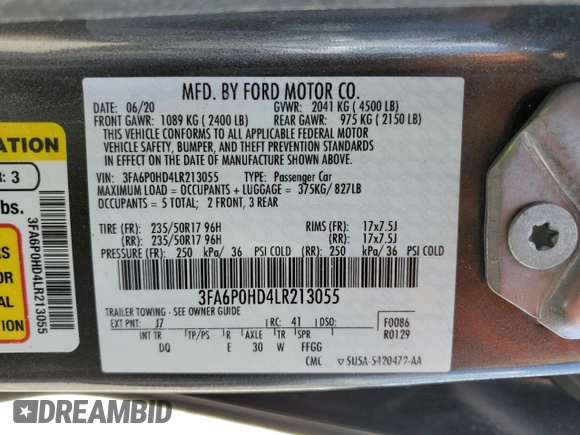 MFD. BY FORD MOTOR CO.
DATE: 06/20 GVWR: 2041 KG (4500 LB)
FRONT GAWR: 1089 KG (2400 LB) REAR GAWR: 975 KG (2150 LB)
THIS VEHICLE CONFORMS TO ALL APPLICABLE FEDERAL MOTOR
VEHICLE SAFETY, BUMPER, AND THEFT PREVENTION STANDARDS
IN EFFECT ON THE DATE OF MANUFACTURE SHOWN ABOVE.
VIN: 3FA6P0HD4LR213055 TYPE: Passenger Car
MAXIMUM LOAD = OCCUPANTS + LUGGAGE = 375KG/ 827LB
OCCUPANTS = 5 TOTAL; 2 FRONT, 3 REAR
TIRE (FR): 235/50R17 96H RIMS (FR): 17x7.5J
(RR): 235/50R17 96H (RR): 17x7.5J
PRESSURE (FR): 250 kPa/ 36 PSI COLD (RR): 250 kPa/ 36 PSI COLD
3FA6P0HD4LR213055
TRAILER TOWING - SEE OWNER GUIDE
EXT PNT: J7 RC: 41 DSO: F0086
R0129
INT TR TP/PS R AXLE TR SPR
DQ E 30 W FFGG
CMC 5USA-5420472-AA
ATION
R: 3
bs.
S
OR
AL
ION
3FA6P0HD4LR213055
DREAMBID